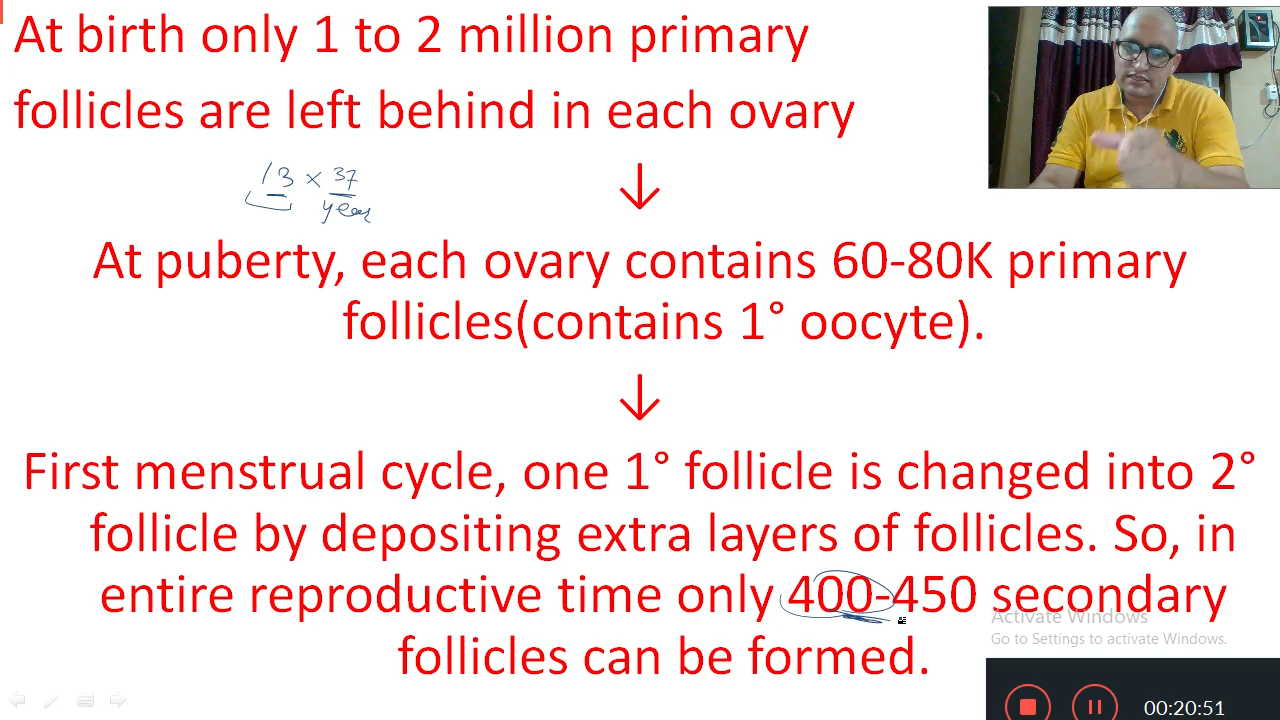 At birth only 1 to 2 million primary
follicles are left behind in each ovary
13 × 37
year
↓
At puberty, each ovary contains 60-80K primary
follicles(contains 1° oocyte).
↓
First menstrual cycle, one 1° follicle is changed into 2°
follicle by depositing extra layers of follicles. So, in
entire reproductive time only 400-450 secondary
follicles can be formed.
Activate Windows
Go to Settings to activate Windows.
00:20:51